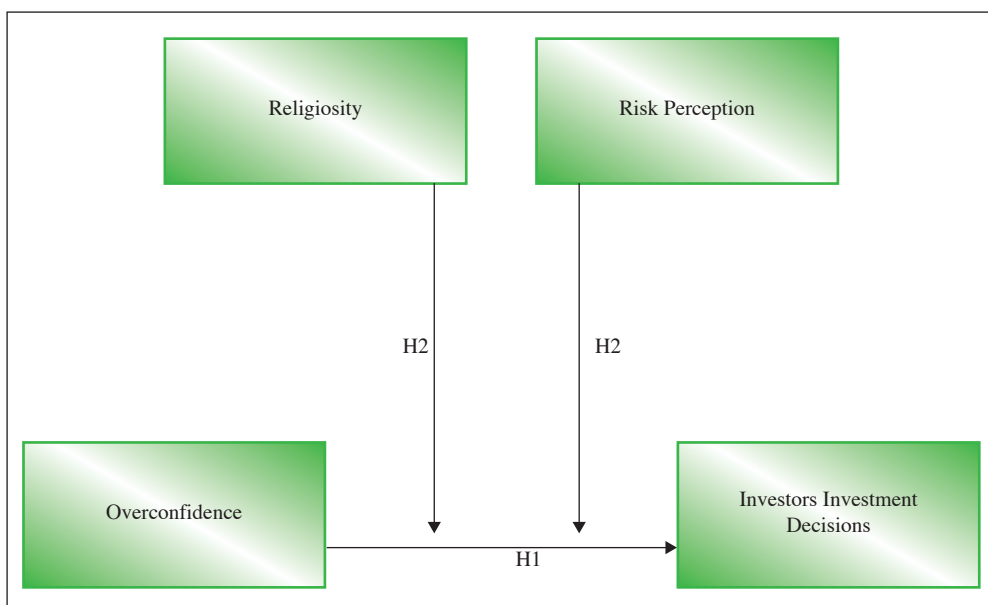 Religiosity
Risk Perception
H2
H2
Overconfidence
Investors Investment
Decisions
H1